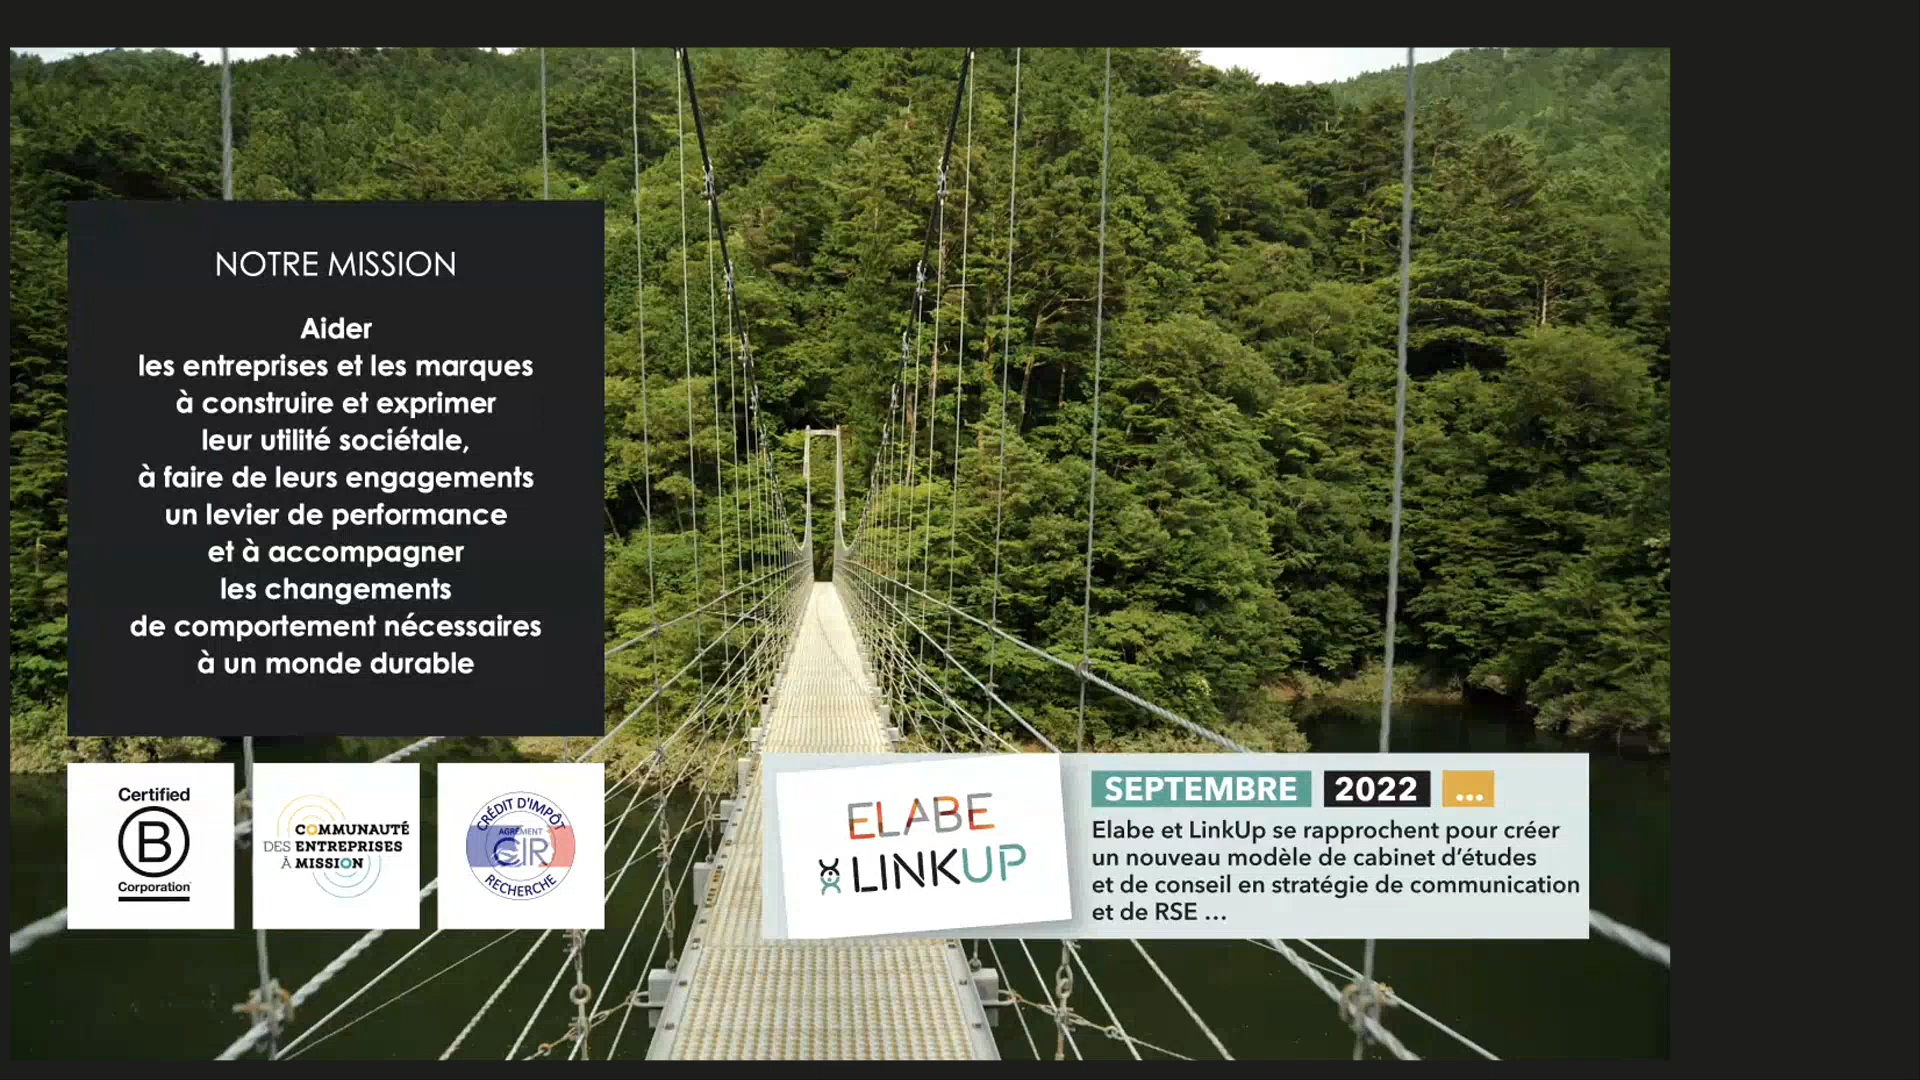 NOTRE MISSION
Aider
les entreprises et les marques
à construire et exprimer
leur utilité sociétale,
à faire de leurs engagements
un levier de performance
et à accompagner
les changements
de comportement nécessaires
à un monde durable
Certified
B
Corporation
COMMUNAUTÉ
DES ENTREPRISES
À MISSION
CRÉDIT D'IMPÔT
AGRÉMENT
CIR
RECHERCHE
ELABE
LINKUP
SEPTEMBRE 2022 ...
Elabe et LinkUp se rapprochent pour créer
un nouveau modèle de cabinet d’études
et de conseil en stratégie de communication
et de RSE ...